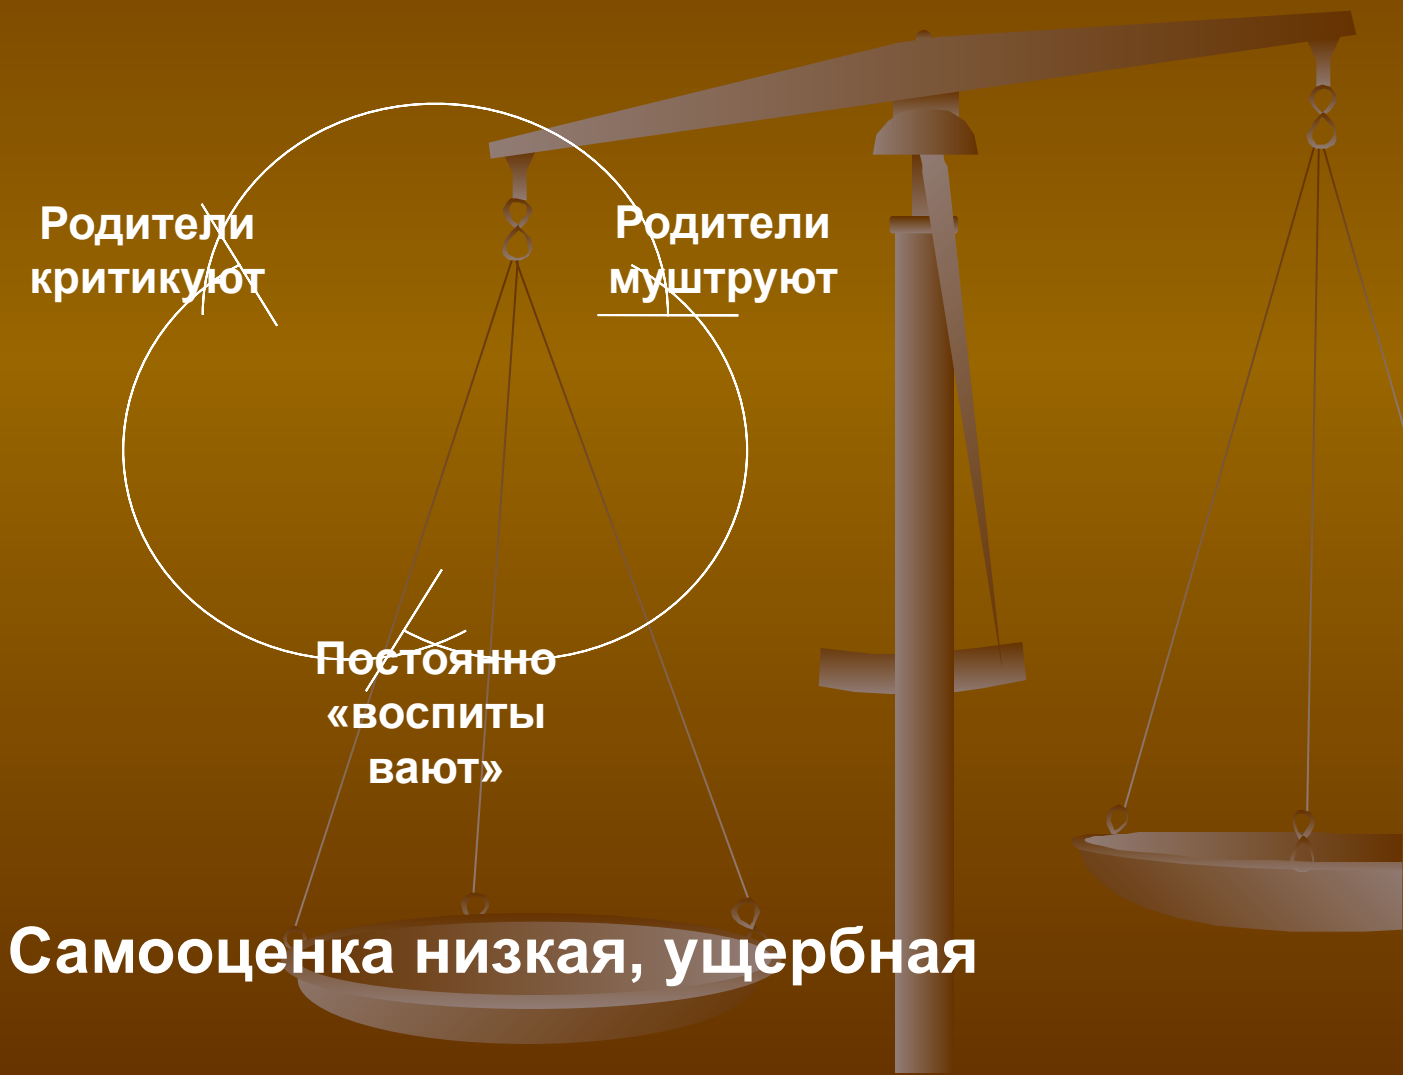 Родители
критикуют
Родители
муштруют
Постоянно
«воспиты
вают»
Самооценка низкая, ущербная